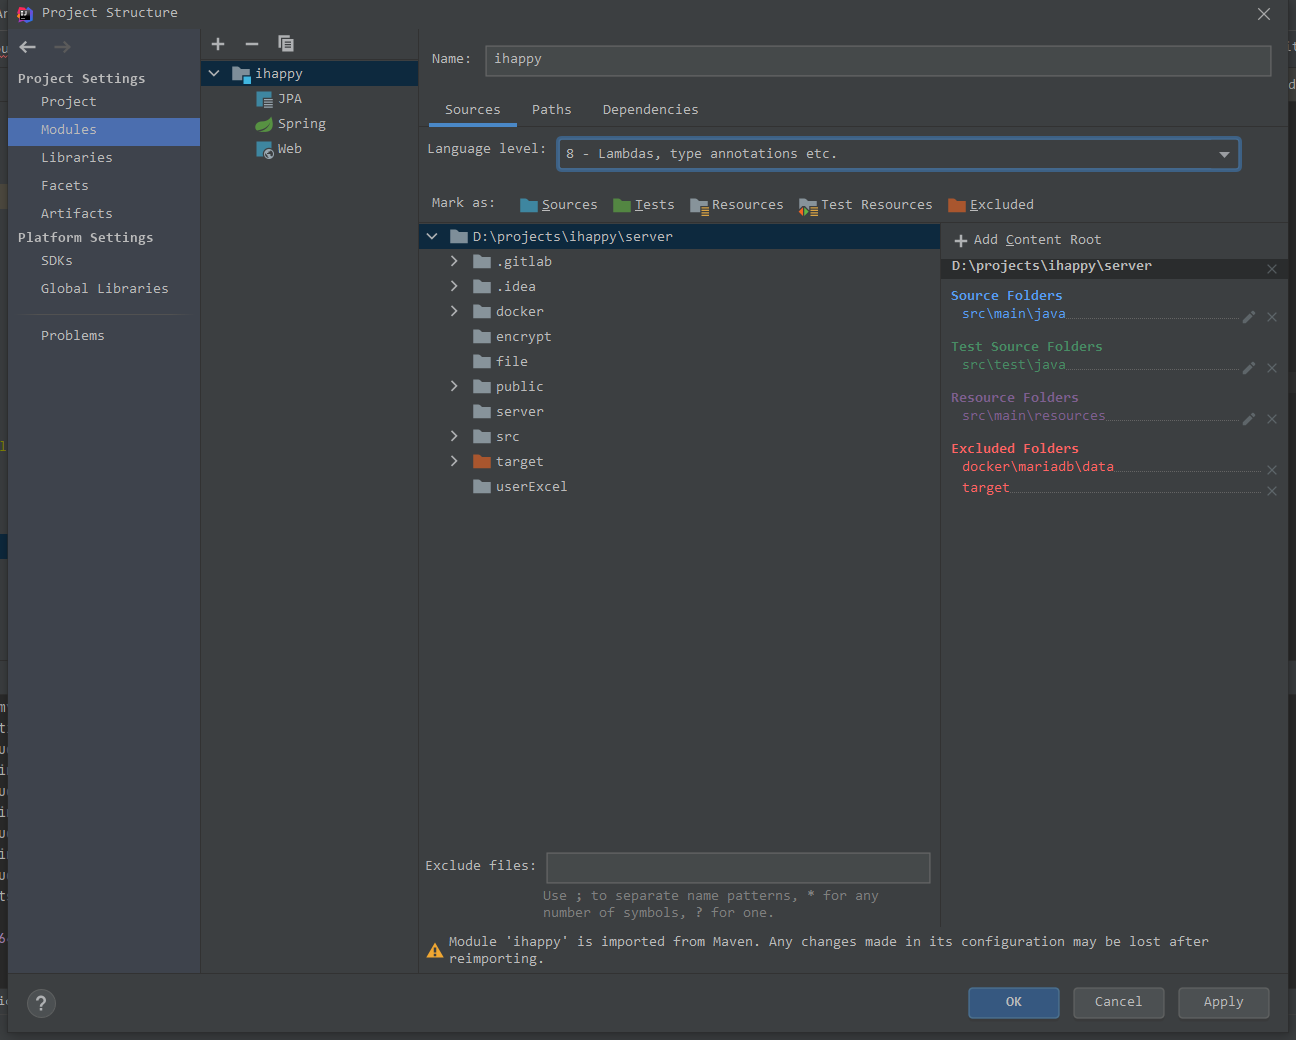 Project Structure
Project Settings
Project
Modules
Libraries
Facets
Artifacts
Platform Settings
SDKs
Global Libraries
Problems
ihappy
JPA
Spring
Web
Name: ihappy
Sources Paths Dependencies
Language level: 8 - Lambdas, type annotations etc.
Mark as: Sources Tests Resources Test Resources Excluded
D:\projects\ihappy\server
.gitlab
.idea
docker
encrypt
file
public
server
src
target
userExcel
+ Add Content Root
D:\projects\ihappy\server
Source Folders
src\main\java
Test Source Folders
src\test\java
Resource Folders
src\main\resources
Excluded Folders
docker\mariadb\data
target
Exclude files:
Use ; to separate name patterns, * for any
number of symbols, ? for one.
Module 'ihappy' is imported from Maven. Any changes made in its configuration may be lost after
reimporting.
?
OK Cancel Apply